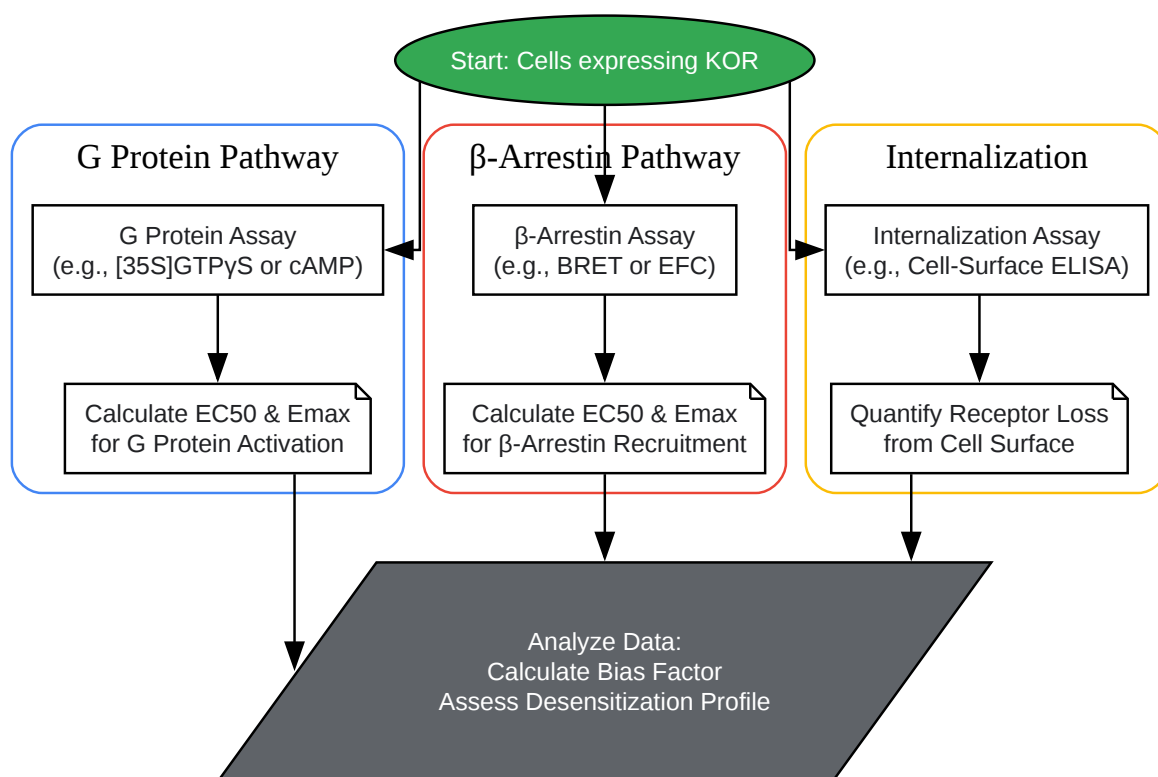 Start: Cells expressing KOR
G Protein Pathway
G Protein Assay
(e.g., [35S]GTPγS or cAMP)
Calculate EC50 & Emax
for G Protein Activation
β-Arrestin Pathway
β-Arrestin Assay
(e.g., BRET or EFC)
Calculate EC50 & Emax
for β-Arrestin Recruitment
Internalization
Internalization Assay
(e.g., Cell-Surface ELISA)
Quantify Receptor Loss
from Cell Surface
Analyze Data:
Calculate Bias Factor
Assess Desensitization Profile